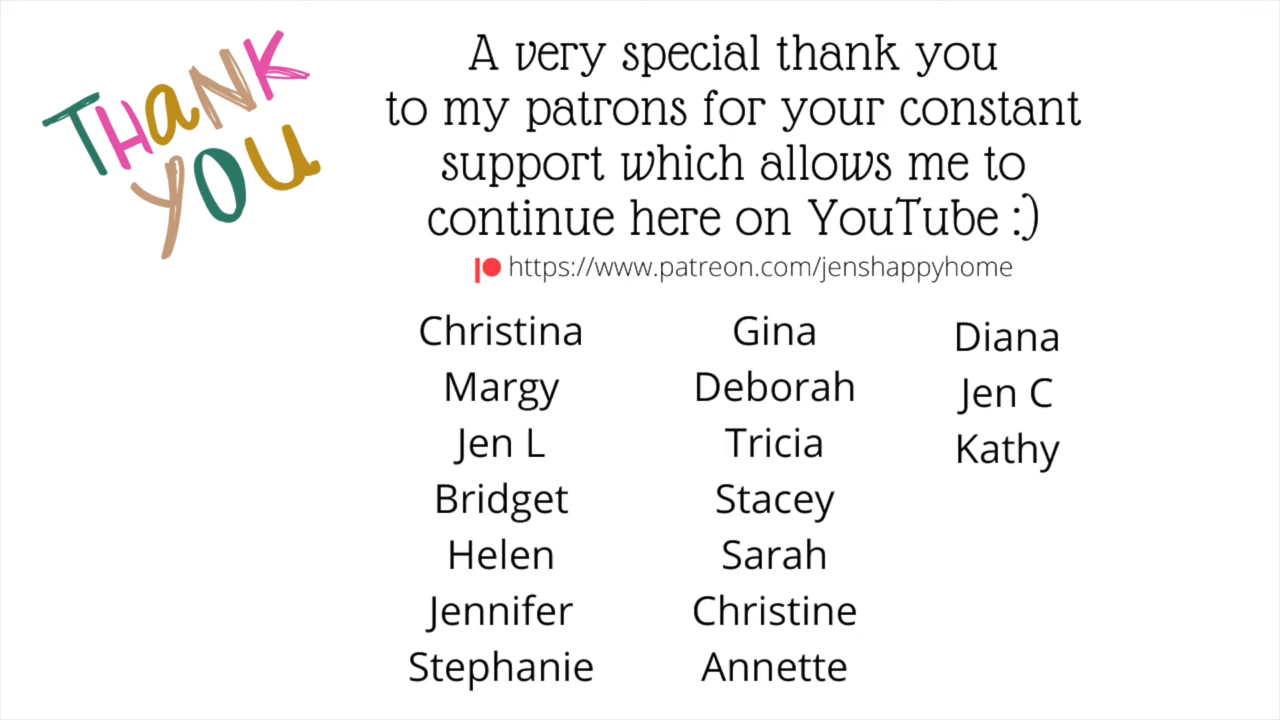 THANK
YOU
A very special thank you
to my patrons for your constant
support which allows me to
continue here on YouTube :)
https://www.patreon.com/jenshappyhome
Christina
Margy
Jen L
Bridget
Helen
Jennifer
Stephanie
Gina
Deborah
Tricia
Stacey
Sarah
Christine
Annette
Diana
Jen C
Kathy